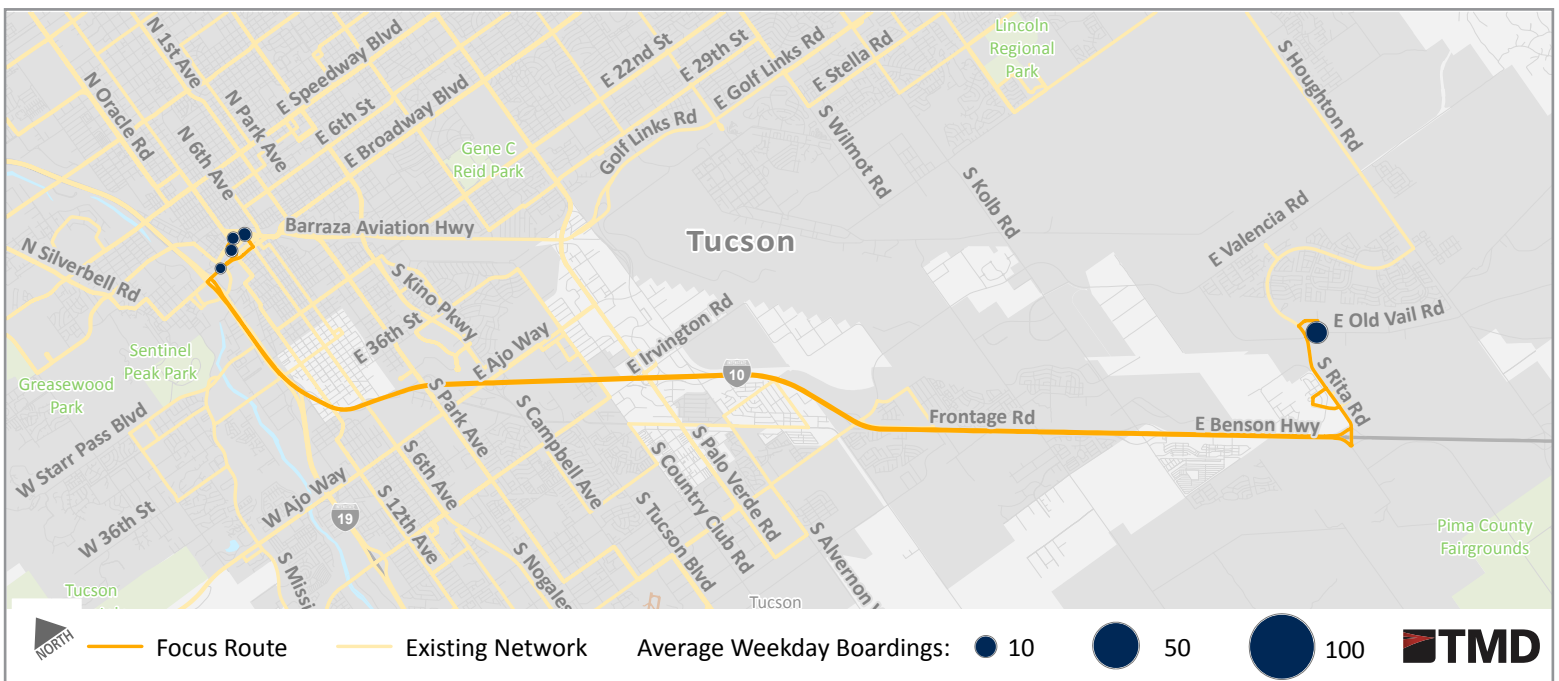 Lincoln
Regional
Park
N 1st Ave
E Speedway Blvd
E 22nd St
E 29th St
E Golf Links Rd
E Stella Rd
S Houghton Rd
N Oracle Rd
N Park Ave
E 6th St
E Broadway Blvd
N 6th Ave
Gene C
Reid Park
Golf Links Rd
S Wilmot Rd
S Kolb Rd
Barraza Aviation Hwy
Tucson
E Valencia Rd
N Silverbell Rd
S Kino Pkwy
E Irvington Rd
E Old Vail Rd
E 36th St
E Ajo Way
Sentinel
Peak Park
Greasewood
Park
10
S Rita Rd
S Park Ave
S Campbell Ave
Frontage Rd
E Benson Hwy
W Starr Pass Blvd
S 6th Ave
S Palo Verde Rd
S Country Club Rd
W Ajo Way
S 12th Ave
S Tucson Blvd
W 36th St
19
S Alvernon
Pima County
Fairgrounds
S Nogales
S Missi
Tucson
Tucson
NORTH
Focus Route
Existing Network
Average Weekday Boardings:
10
50
100
TMD